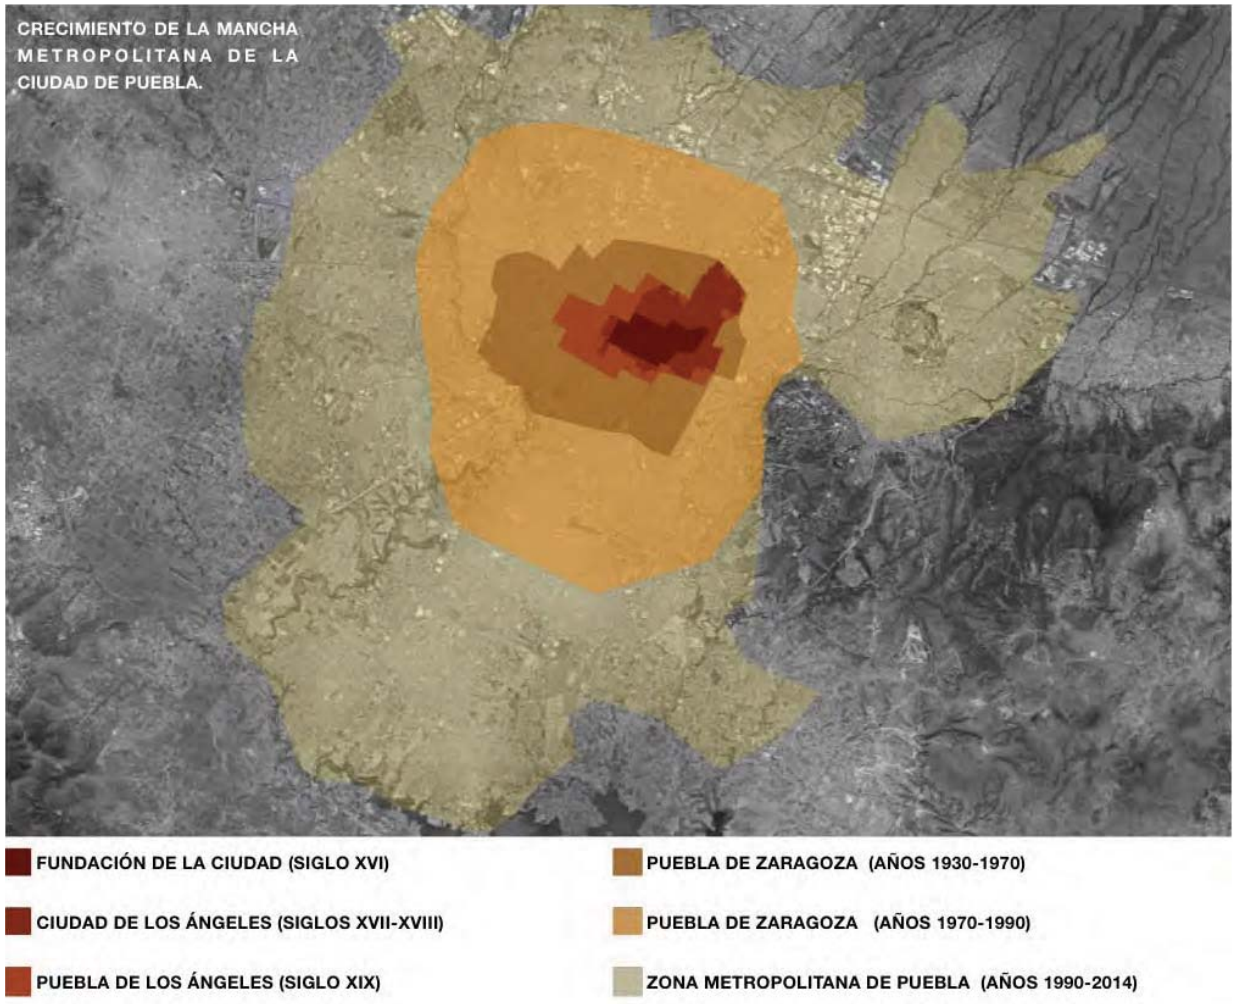 CRECIMIENTO DE LA MANCHA
METROPOLITANA DE LA
CIUDAD DE PUEBLA.
FUNDACIÓN DE LA CIUDAD (SIGLO XVI)
CIUDAD DE LOS ÁNGELES (SIGLOS XVII-XVIII)
PUEBLA DE LOS ÁNGELES (SIGLO XIX)
PUEBLA DE ZARAGOZA (AÑOS 1930-1970)
PUEBLA DE ZARAGOZA (AÑOS 1970-1990)
ZONA METROPOLITANA DE PUEBLA (AÑOS 1990-2014)